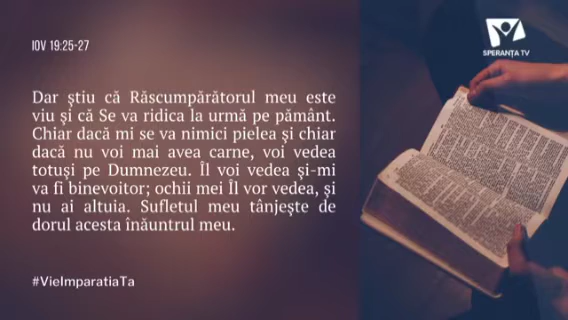 IOV 19:25-27
SPERANȚA TV
Dar știu că Răscumpărătorul meu este
viu și că Se va ridica la urmă pe pământ.
Chiar dacă mi se va nimici pielea și chiar
dacă nu voi mai avea carne, voi vedea
totuși pe Dumnezeu. Îl voi vedea și-mi
va fi binevoitor; ochii mei Îl vor vedea, și
nu ai altuia. Sufletul meu tânjește de
dorul acesta înăuntrul meu.
#VieImparatiaTa